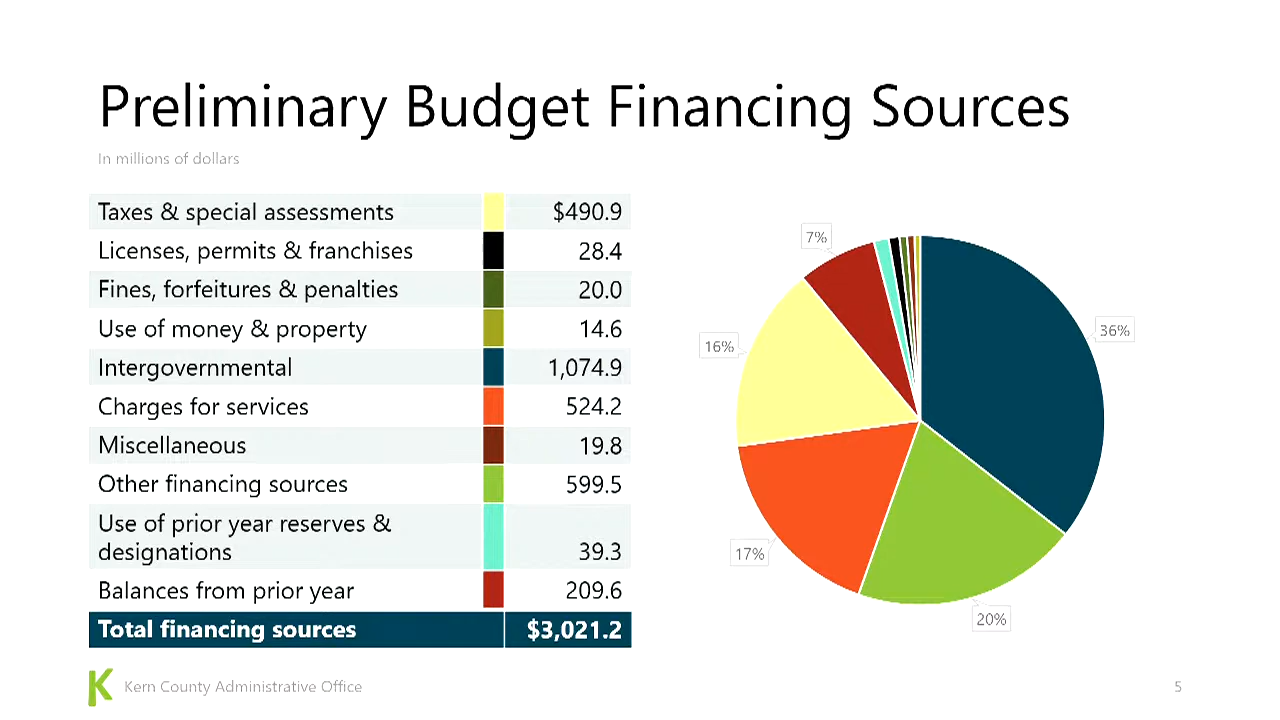 Preliminary Budget Financing Sources
In millions of dollars
Taxes & special assessments $490.9
Licenses, permits & franchises 28.4
Fines, forfeitures & penalties 20.0
Use of money & property 14.6
Intergovernmental 1,074.9
Charges for services 524.2
Miscellaneous 19.8
Other financing sources 599.5
Use of prior year reserves &
designations 39.3
Balances from prior year 209.6
Total financing sources $3,021.2
7%
36%
16%
17%
20%
K Kern County Administrative Office
5